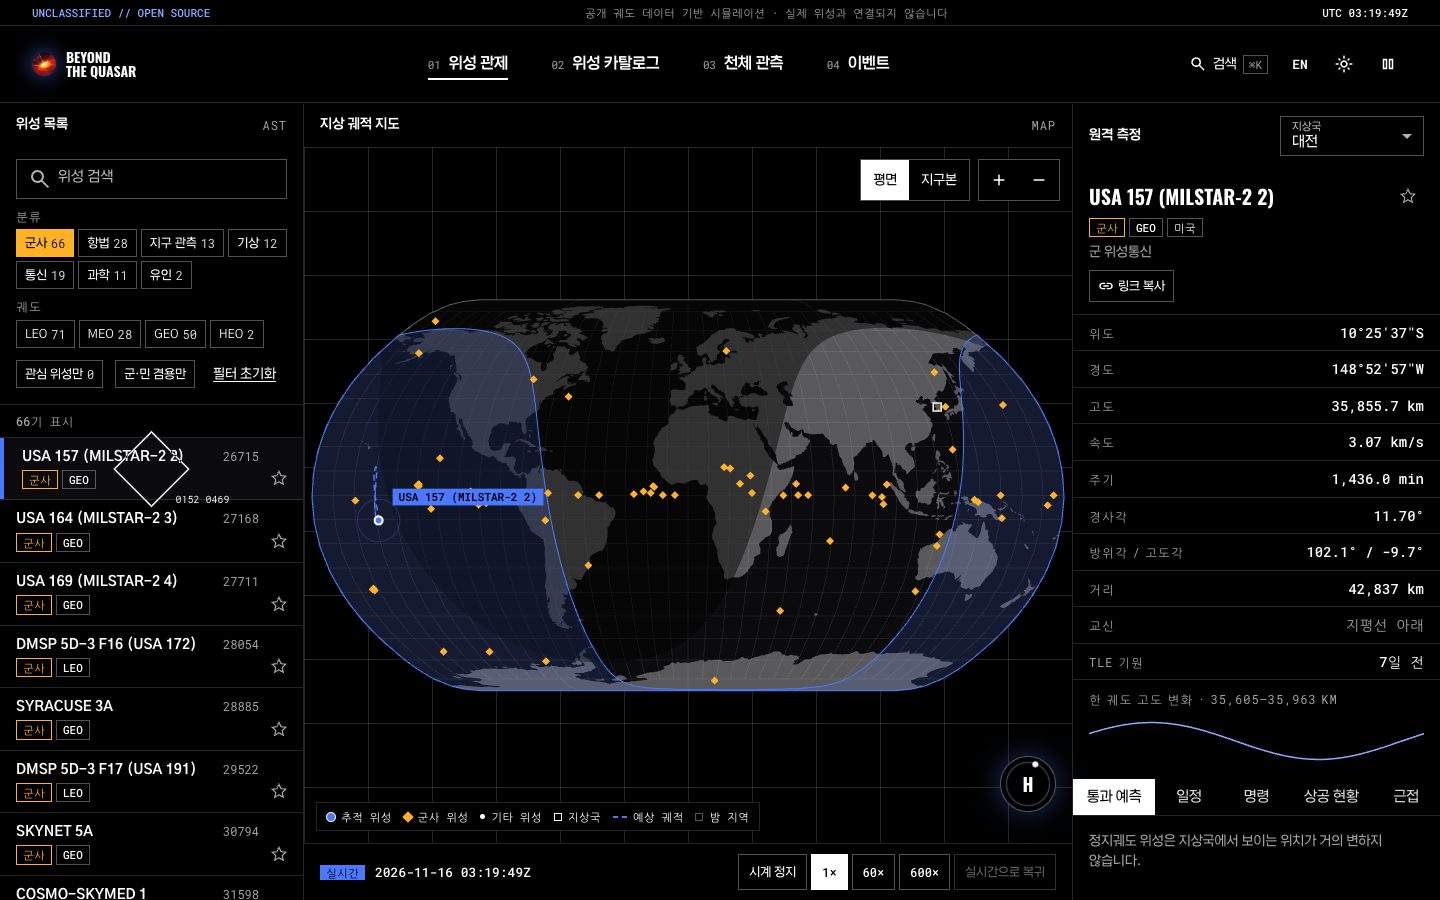 UNCLASSIFIED // OPEN SOURCE
공개 궤도 데이터 기반 시뮬레이션 · 실제 위성과 연결되지 않습니다
UTC 03:19:49Z
BEYOND
THE QUASAR
01 위성 관제
02 위성 카탈로그
03 천체 관측
04 이벤트
검색 ⌘K
EN
위성 목록
AST
위성 검색
분류
군사 66
항법 28
지구 관측 13
기상 12
통신 19
과학 11
유인 2
궤도
LEO 71
MEO 28
GEO 50
HEO 2
관심 위성만 0
군·민 겸용만
필터 초기화
66기 표시
USA 157 (MILSTAR-2 2)
26715
군사
GEO
0152 0469
USA 164 (MILSTAR-2 3)
27168
군사
GEO
USA 169 (MILSTAR-2 4)
27711
군사
GEO
DMSP 5D-3 F16 (USA 172)
28054
군사
LEO
SYRACUSE 3A
28885
군사
GEO
DMSP 5D-3 F17 (USA 191)
29522
군사
LEO
SKYNET 5A
30794
군사
GEO
COSMO-SKYMED 1
31598
지상 궤적 지도
MAP
평면
지구본
+
−
USA 157 (MILSTAR-2 2)
H
추적 위성
군사 위성
기타 위성
지상국
예상 궤적
밤 지역
실시간
2026-11-16 03:19:49Z
시계 정지
1×
60×
600×
실시간으로 복귀
원격 측정
지상국
대전
USA 157 (MILSTAR-2 2)
군사
GEO
미국
군 위성통신
링크 복사
위도
10°25'37"S
경도
148°52'57"W
고도
35,855.7 km
속도
3.07 km/s
주기
1,436.0 min
경사각
11.70°
방위각 / 고도각
102.1° / -9.7°
거리
42,837 km
교신
지평선 아래
TLE 기원
7일 전
한 궤도 고도 변화 · 35,605–35,963 KM
통과 예측
일정
명령
상공 현황
근접
정지궤도 위성은 지상국에서 보이는 위치가 거의 변하지
않습니다.